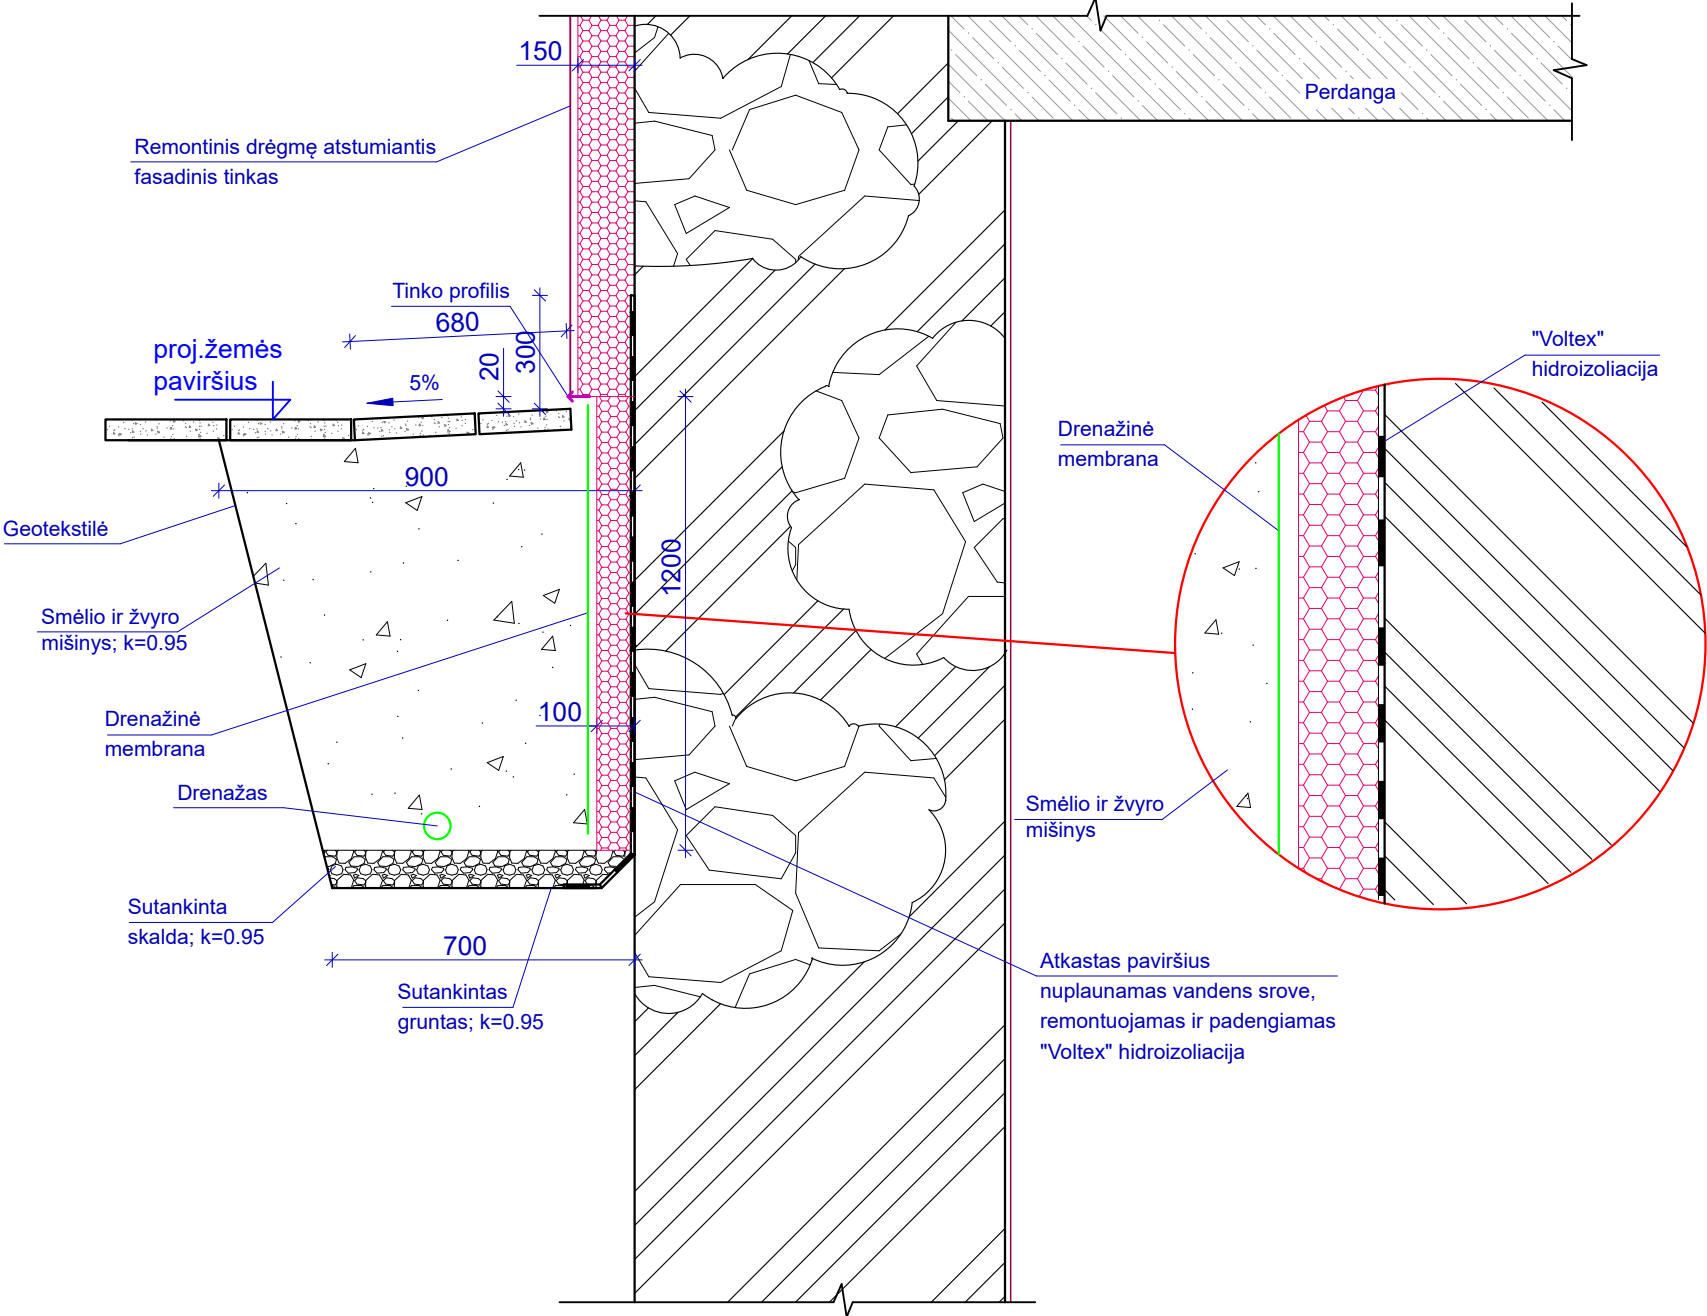 150
Perdanga
Remontinis drėgmę atstumiantis
fasadinis tinkas
Tinko profilis
680
300
20
proj.žemės
paviršius
5%
"Voltex"
hidroizoliacija
Drenažinė
membrana
900
Geotekstilė
1200
Smėlio ir žvyro
mišinys; k=0.95
Drenažinė
membrana
100
Drenažas
Smėlio ir žvyro
mišinys
Sutankinta
skalda; k=0.95
700
Sutankintas
gruntas; k=0.95
Atkastas paviršius
nuplaunamas vandens srove,
remontuojamas ir padengiamas
"Voltex" hidroizoliacija